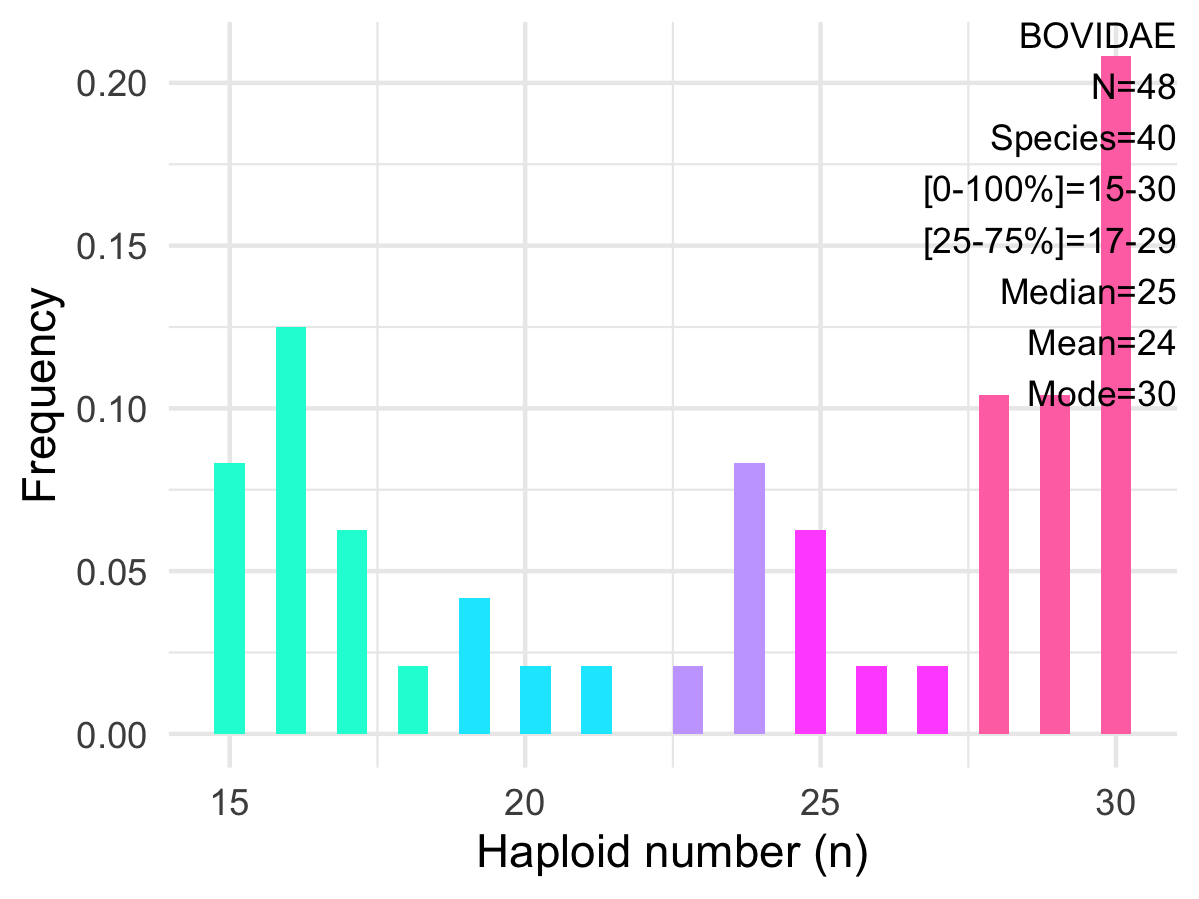 BOVIDAE
N=48
Species=40
[0-100%]=15-30
[25-75%]=17-29
Median=25
Mean=24
Mode=30
Frequency
0.20
0.15
0.10
0.05
0.00
15 20 25 30
Haploid number (n)